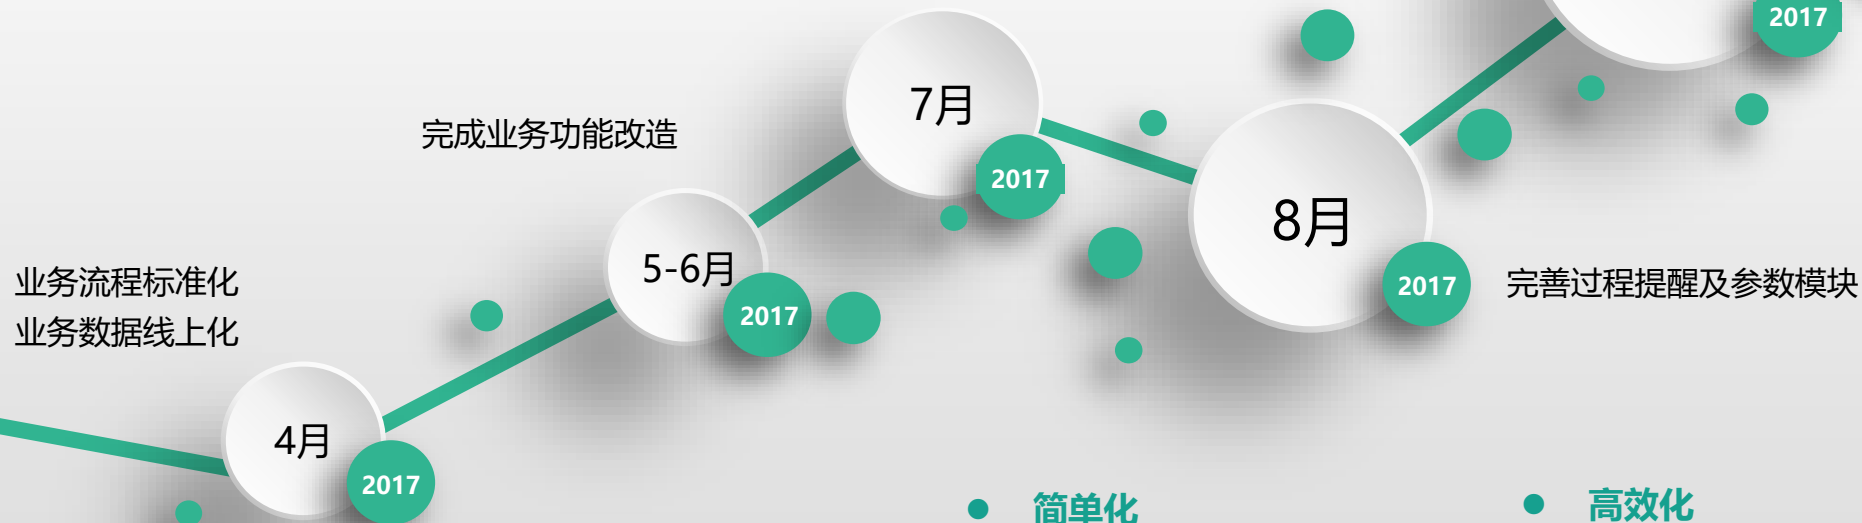 2017
7月
完成业务功能改造
2017
8月
5-6月
2017
2017
完善过程提醒及参数模块
业务流程标准化
业务数据线上化
4月
2017
简单化
高效化